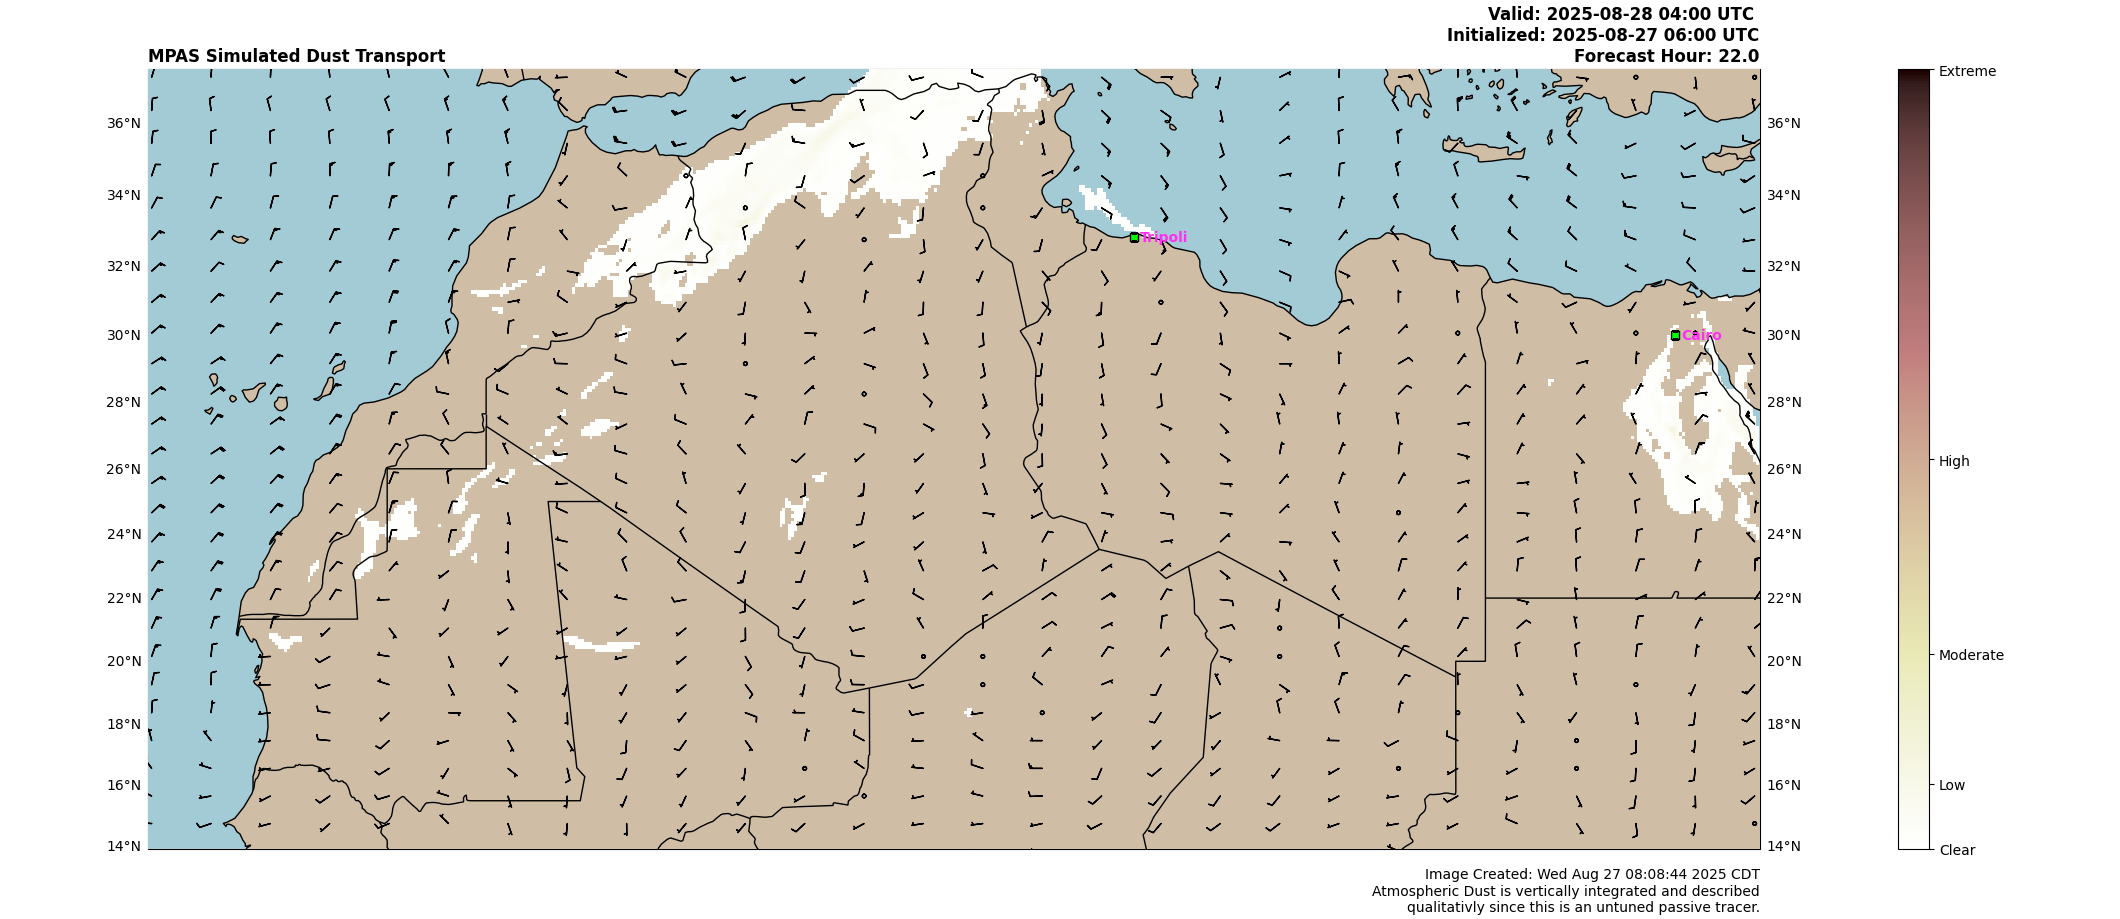 Valid: 2025-08-28 04:00 UTC
Initialized: 2025-08-27 06:00 UTC
MPAS Simulated Dust Transport
Forecast Hour: 22.0
Extreme
36°N
36°N
34°N
34°N
Tripoli
32°N
32°N
30°N
Cairo
30°N
28°N
28°N
High
26°N
26°N
24°N
24°N
22°N
22°N
Moderate
20°N
20°N
18°N
18°N
16°N
16°N
Low
14°N
14°N
Clear
Image Created: Wed Aug 27 08:08:44 2025 CDT
Atmospheric Dust is vertically integrated and described
qualitativly since this is an untuned passive tracer.